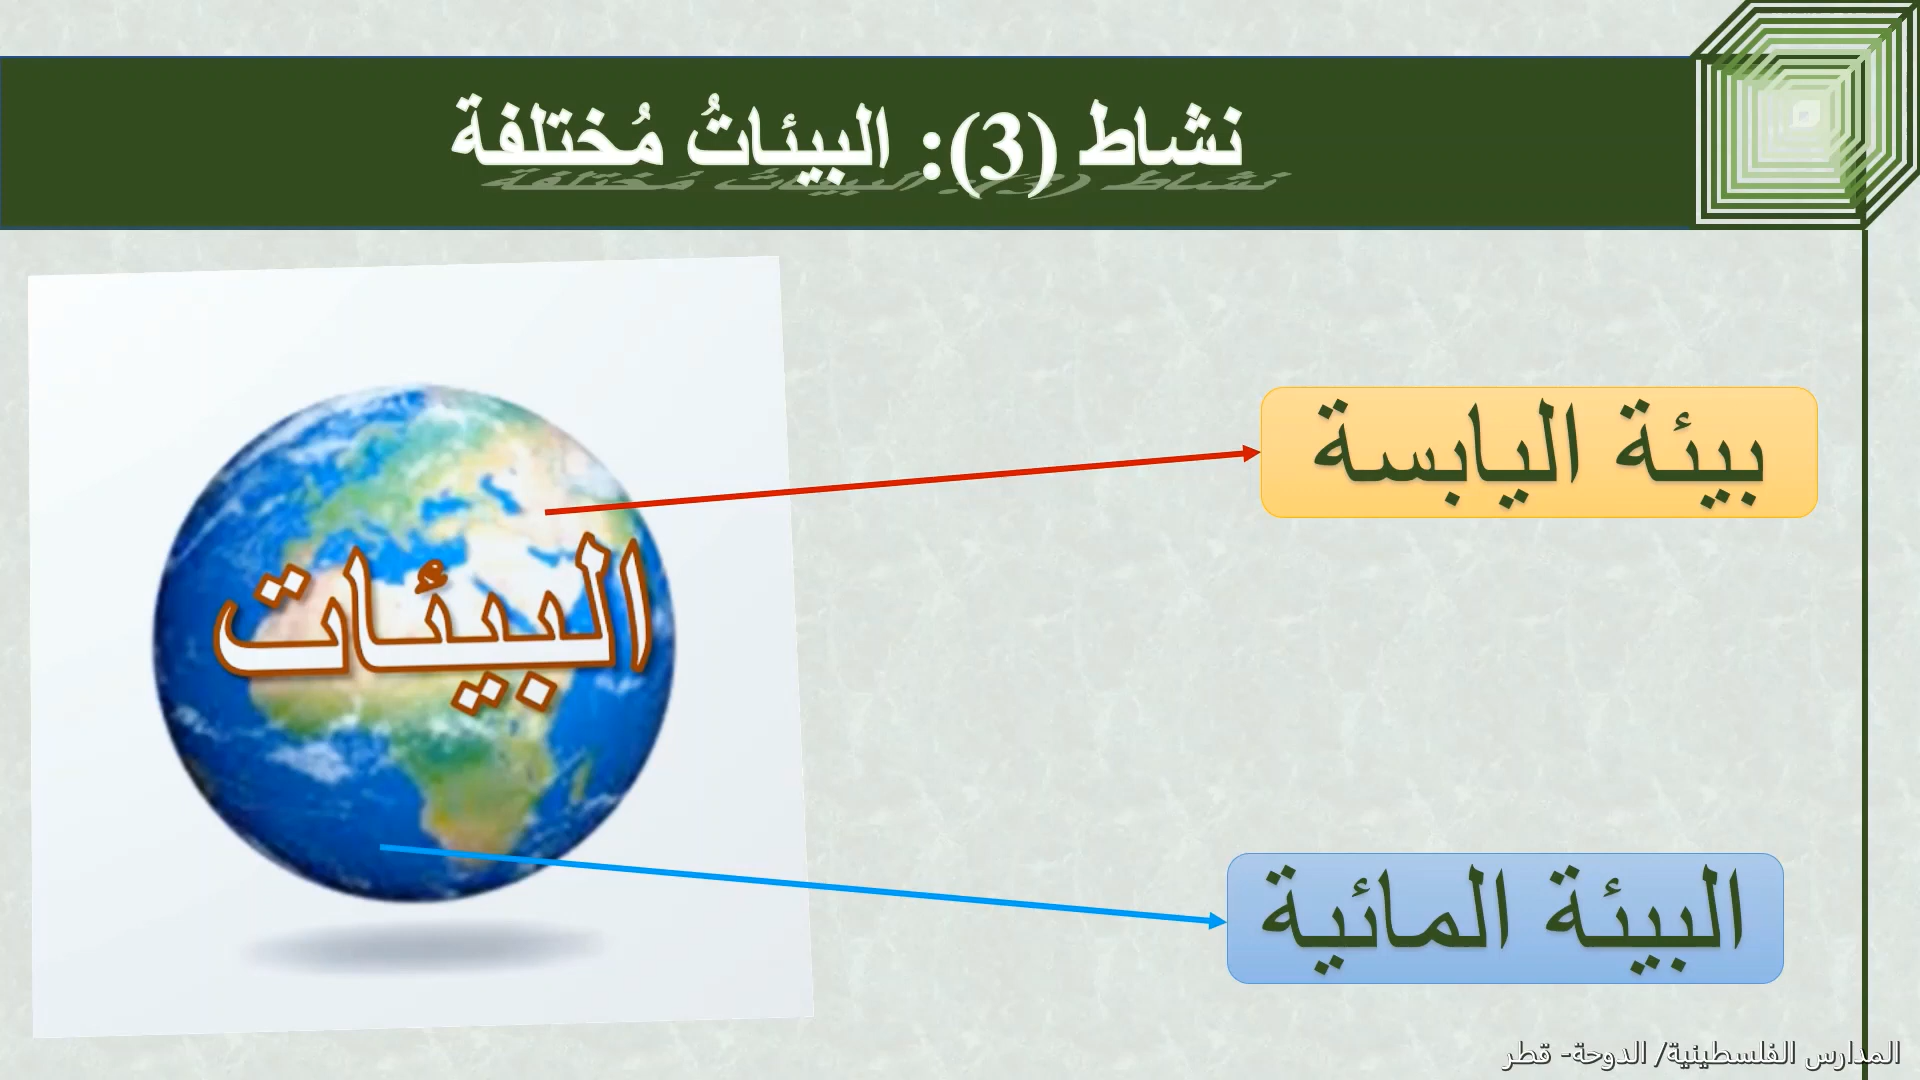 نشاط (3): البيئاتُ مُختلفة
بيئة اليابسة
البيئات
البيئة المائية
المدارس الفلسطينية/ الدوحة- قطر